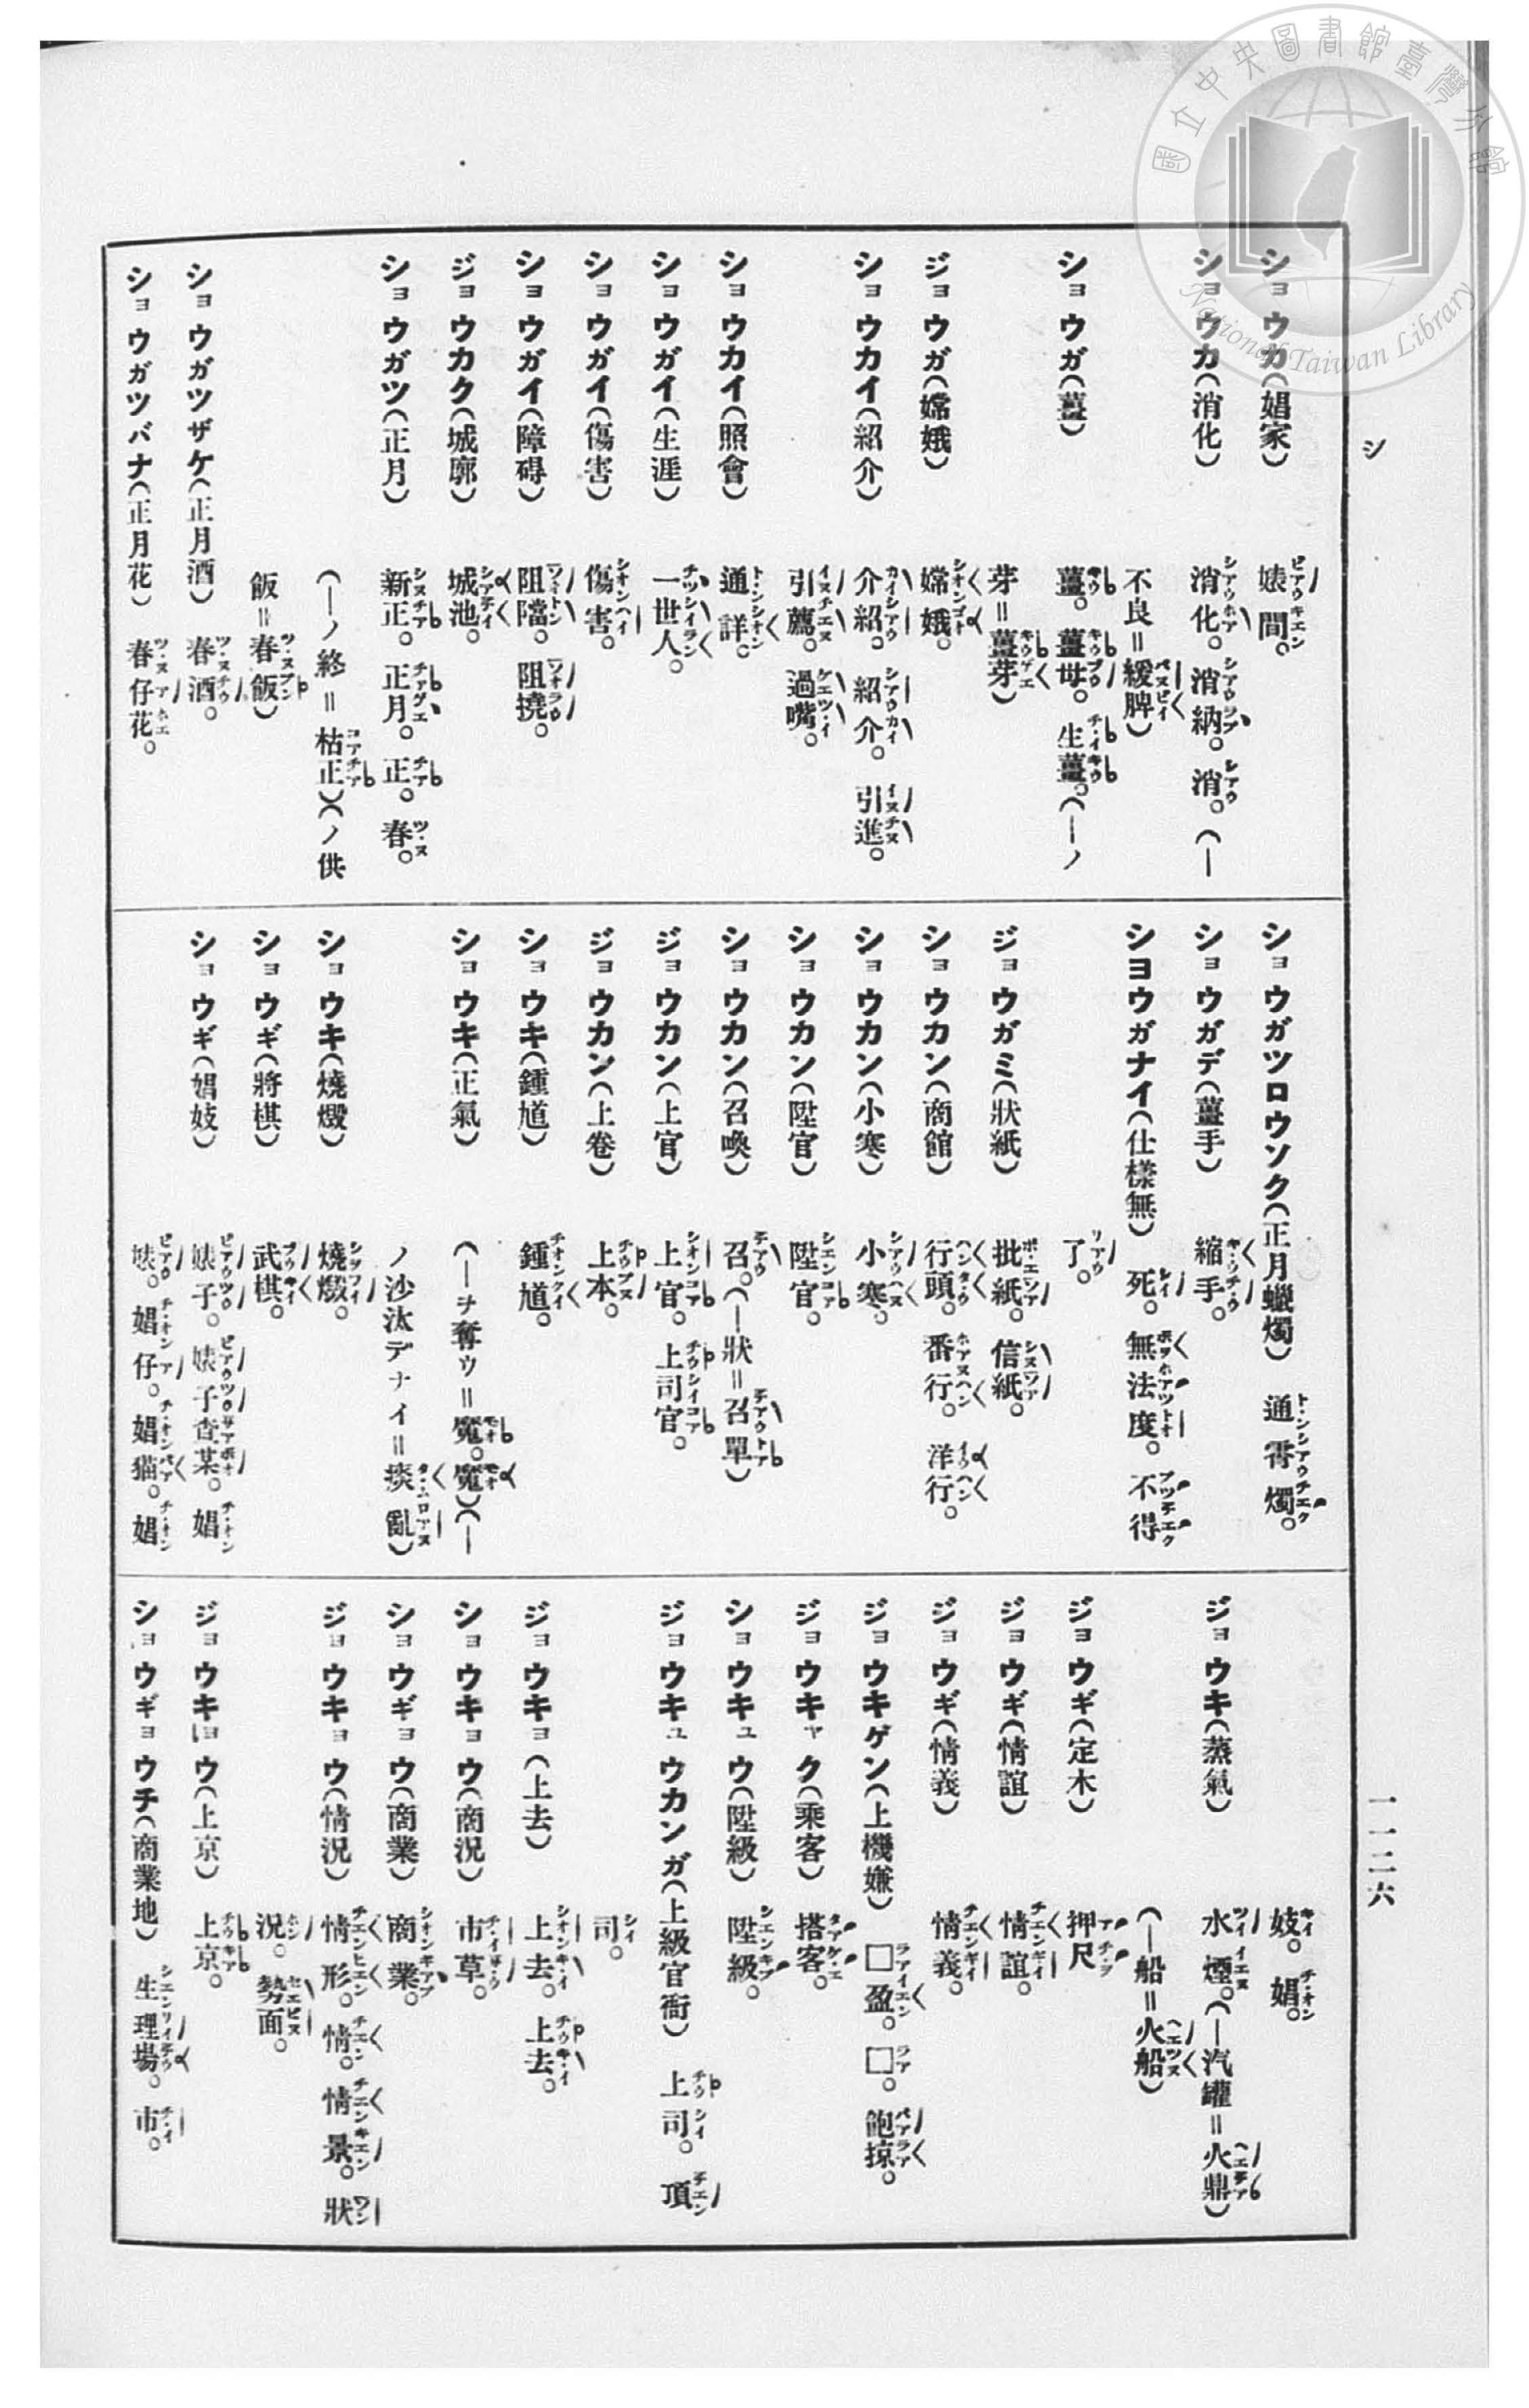 國立中央圖書館臺灣分館
National Taiwan Library
シ
一一二六
ショウカ(娼家) 婊間。
ショウカ(消化) 消化。消納。消。(—
不良=緩脾)
ショウガ(薑) 薑。薑母。生薑。(—ノ
芽=薑芽)
ジョウガ(嫦娥) 嫦娥。
ショウカイ(紹介) 介紹。紹介。引進。
引薦。過嘴。
ショウカイ(照會) 通詳。
ショウガイ(生涯) 一世人。
ショウガイ(傷害) 傷害。
ショウガイ(障碍) 阻擋。阻撓。
ジョウカク(城廓) 城池。
ショウガツ(正月) 新正。正月。正。春。
(—ノ終=枯正)(ノ供
飯=春飯)
ショウガツザケ(正月酒) 春酒。
ショウガツバナ(正月花) 春仔花。
ショウガツロウソク(正月蠟燭) 通霄燭。
ショウガデ(薑手) 縮手。
シヨウガナイ(仕樣無) 死。無法度。不得
了。
ジョウガミ(狀紙) 批紙。信紙。
ショウカン(商館) 行頭。番行。洋行。
ショウカン(小寒) 小寒。
ショウカン(陞官) 陞官。
ショウカン(召喚) 召。(—狀=召單)
ジョウカン(上官) 上官。上司官。
ジョウカン(上卷) 上本。
ショウキ(鍾馗) 鍾馗。
ショウキ(正氣) (—ヲ奪ウ=魔。魔)(—
ノ沙汰デナイ=痰亂)
ショウキ(燒燬) 燒燬。
ショウギ(將棋) 武棋。
ショウギ(娼妓) 婊子。婊子查某。娼
婊。娼仔。娼猫。娼
妓。娼。
ジョウキ(蒸氣) 水煙。(—汽罐=火鼎)
(—船=火船)
ジョウギ(定木) 押尺
ジョウギ(情誼) 情誼。
ジョウギ(情義) 情義。
ジョウキゲン(上機嫌) □盈。□。飽掠。
ジョウキャク(乘客) 搭客。
ショウキュウ(陞級) 陞級。
ジョウキュウカンガ(上級官衙) 上司。頂
司。
ジョウキョ(上去) 上去。上去。
ショウキョウ(商況) 市草。
ショウギョウ(商業) 商業。
ジョウキョウ(情況) 情形。情。情景。狀
況。勢面。
ジョウキョウ(上京) 上京。
ショウギョウチ(商業地) 生理場。市。